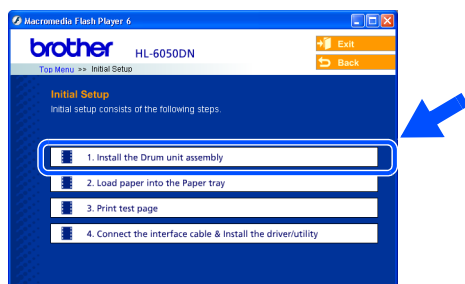 Macromedia Flash Player 6
brother HL-6050DN
Exit
Back
Top Menu >> Initial Setup
Initial Setup
Initial setup consists of the following steps.
1. Install the Drum unit assembly
2. Load paper into the Paper tray
3. Print test page
4. Connect the interface cable & Install the driver/utility